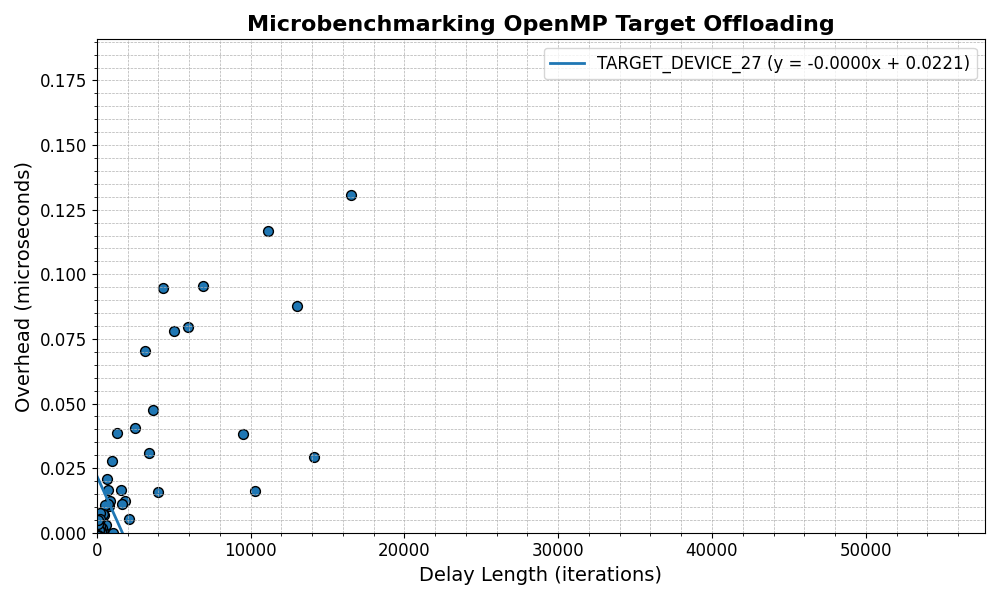 Microbenchmarking OpenMP Target Offloading
TARGET_DEVICE_27 (y = -0.0000x + 0.0221)
0.175
0.150
0.125
0.100
0.075
0.050
0.025
0.000
Overhead (microseconds)
0 10000 20000 30000 40000 50000
Delay Length (iterations)